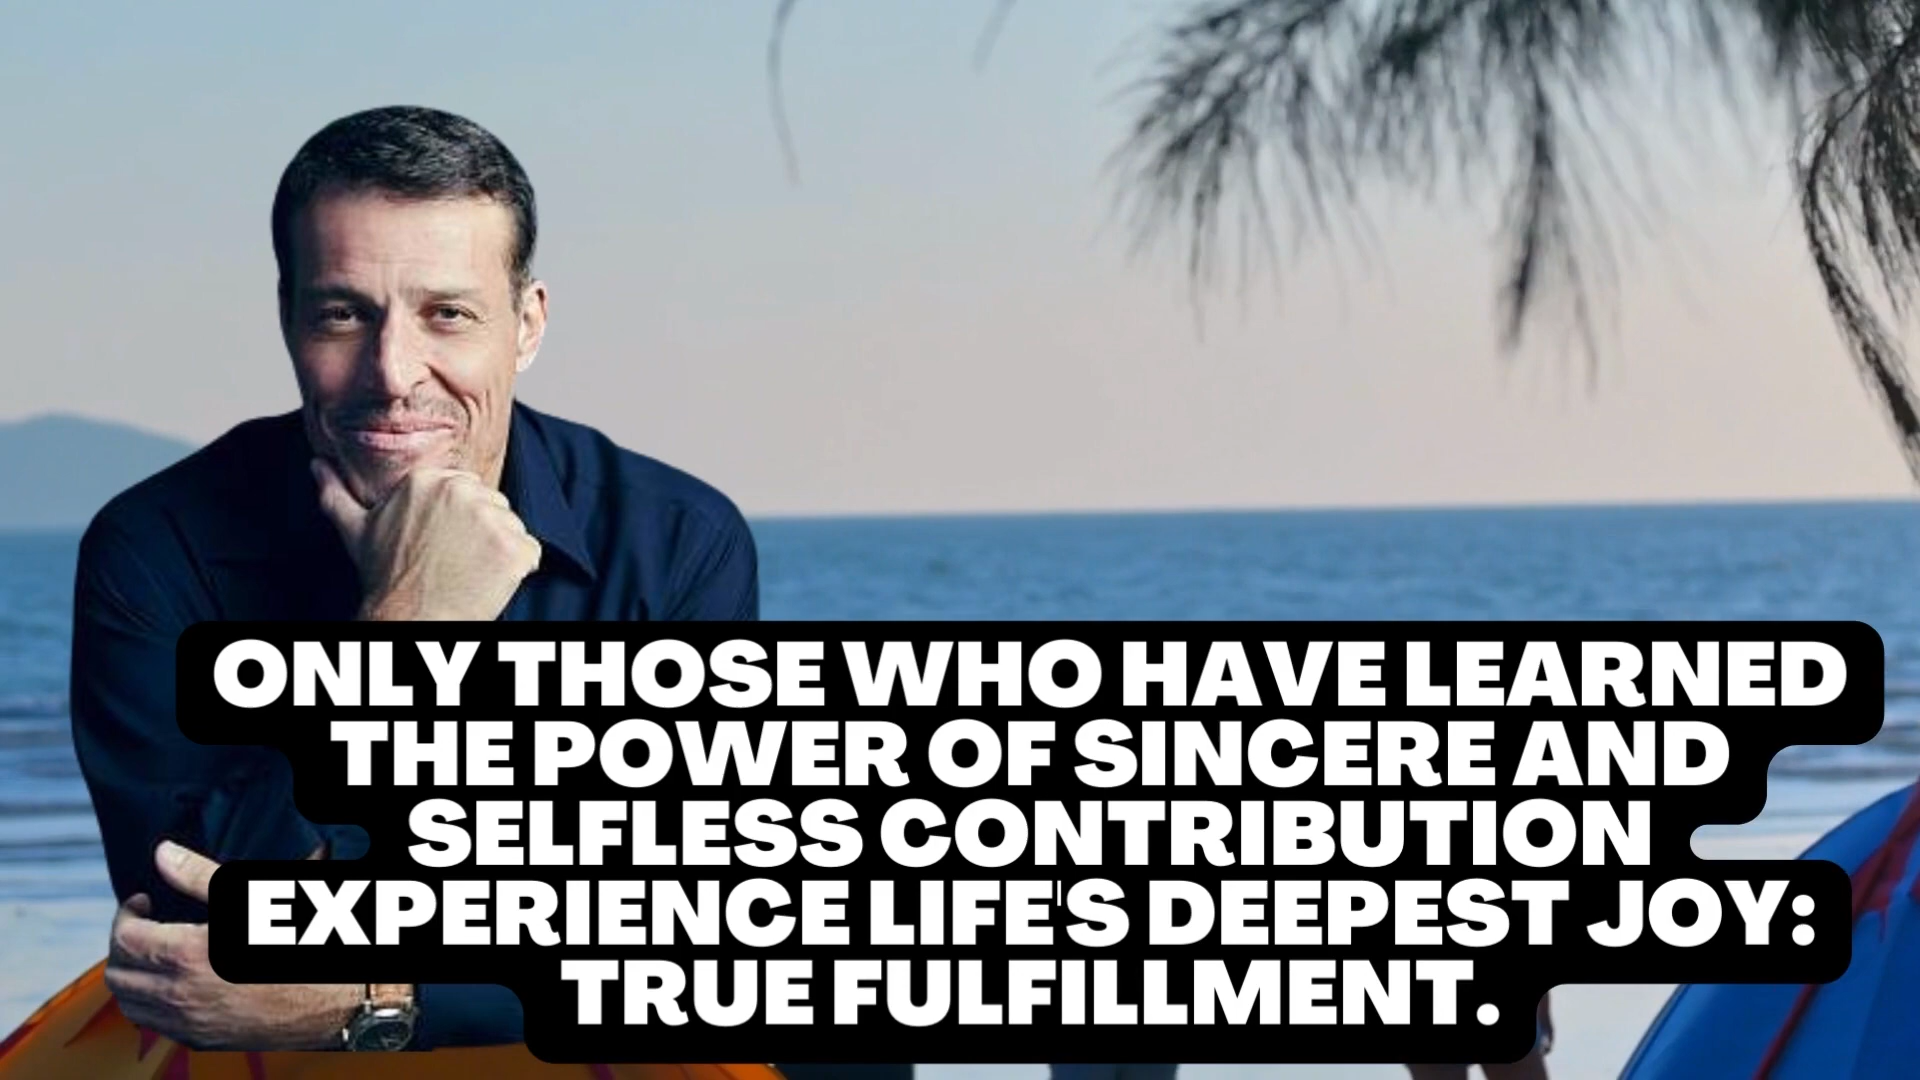 ONLY THOSE WHO HAVE LEARNED
THE POWER OF SINCERE AND
SELFLESS CONTRIBUTION
EXPERIENCE LIFE'S DEEPEST JOY:
TRUE FULFILLMENT.